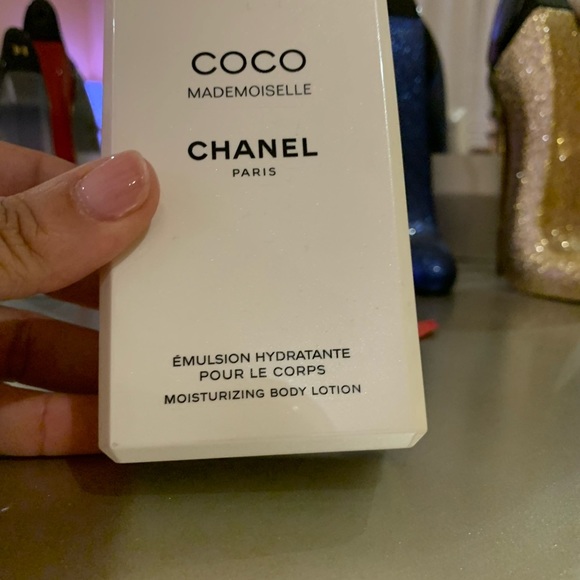 COCO
MADEMOISELLE
CHANEL
PARIS
ÉMULSION HYDRATANTE
POUR LE CORPS
MOISTURIZING BODY LOTION